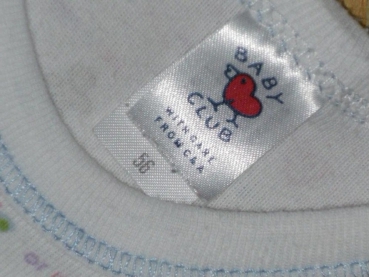 BABY
CLUB
WITH CARE
FROM C&A
56